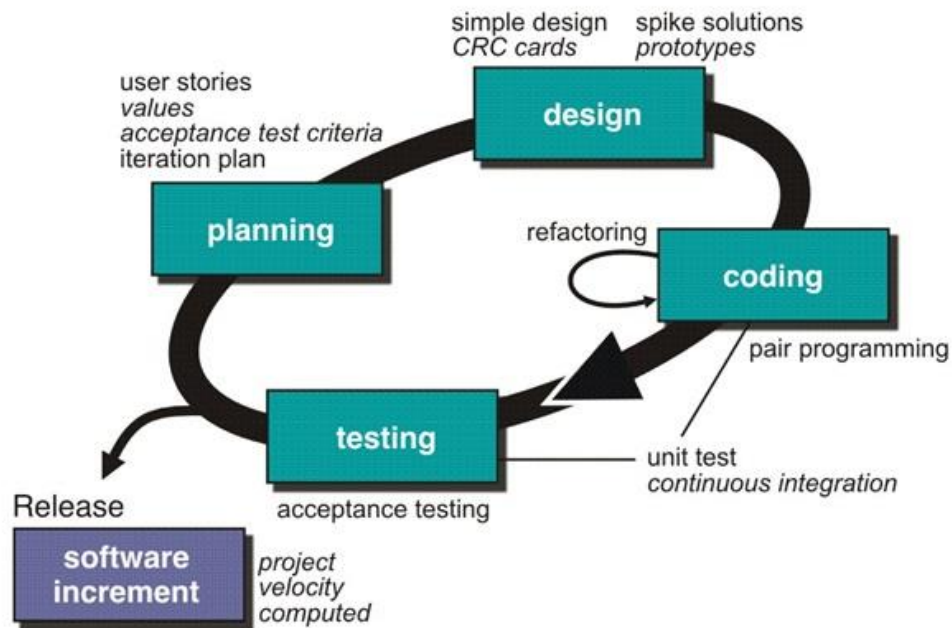 simple design
CRC cards
spike solutions
prototypes
user stories
values
acceptance test criteria
iteration plan
design
planning
refactoring
coding
pair programming
testing
unit test
continuous integration
acceptance testing
Release
software
increment
project
velocity
computed